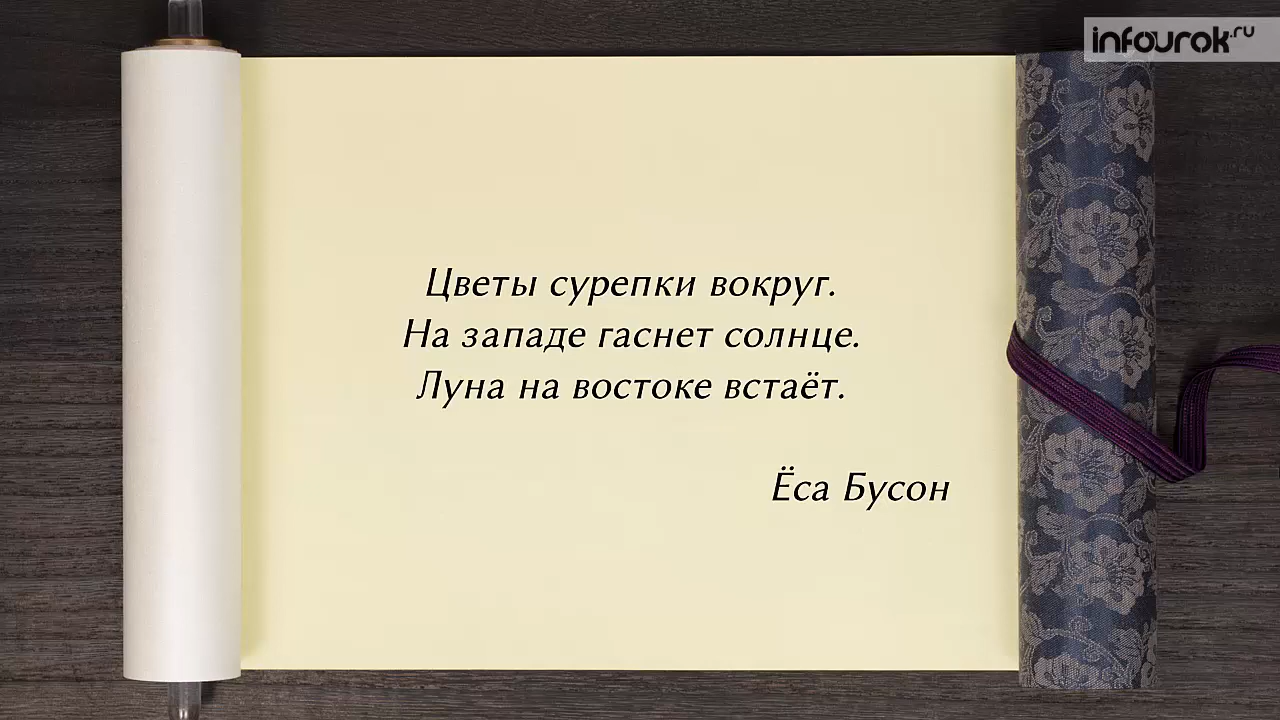 infourok.ru
Цветы сурепки вокруг.
На западе гаснет солнце.
Луна на востоке встаёт.
Ёса Бусон